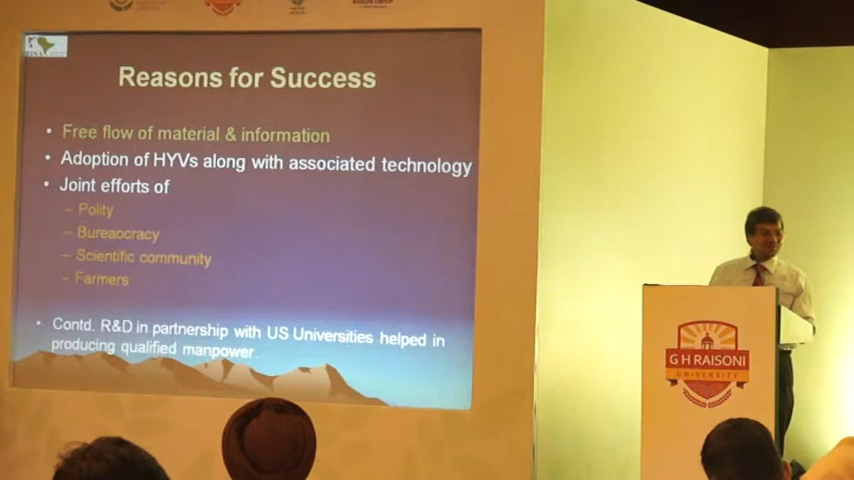 Reasons for Success
• Free flow of material & information
• Adoption of HYVs along with associated technology
• Joint efforts of
– Polity
– Bureaocracy
– Scientific community
– Farmers
• Contd. R&D in partnership with US Universities helped in
producing qualified manpower.
G H RAISONI
UNIVERSITY